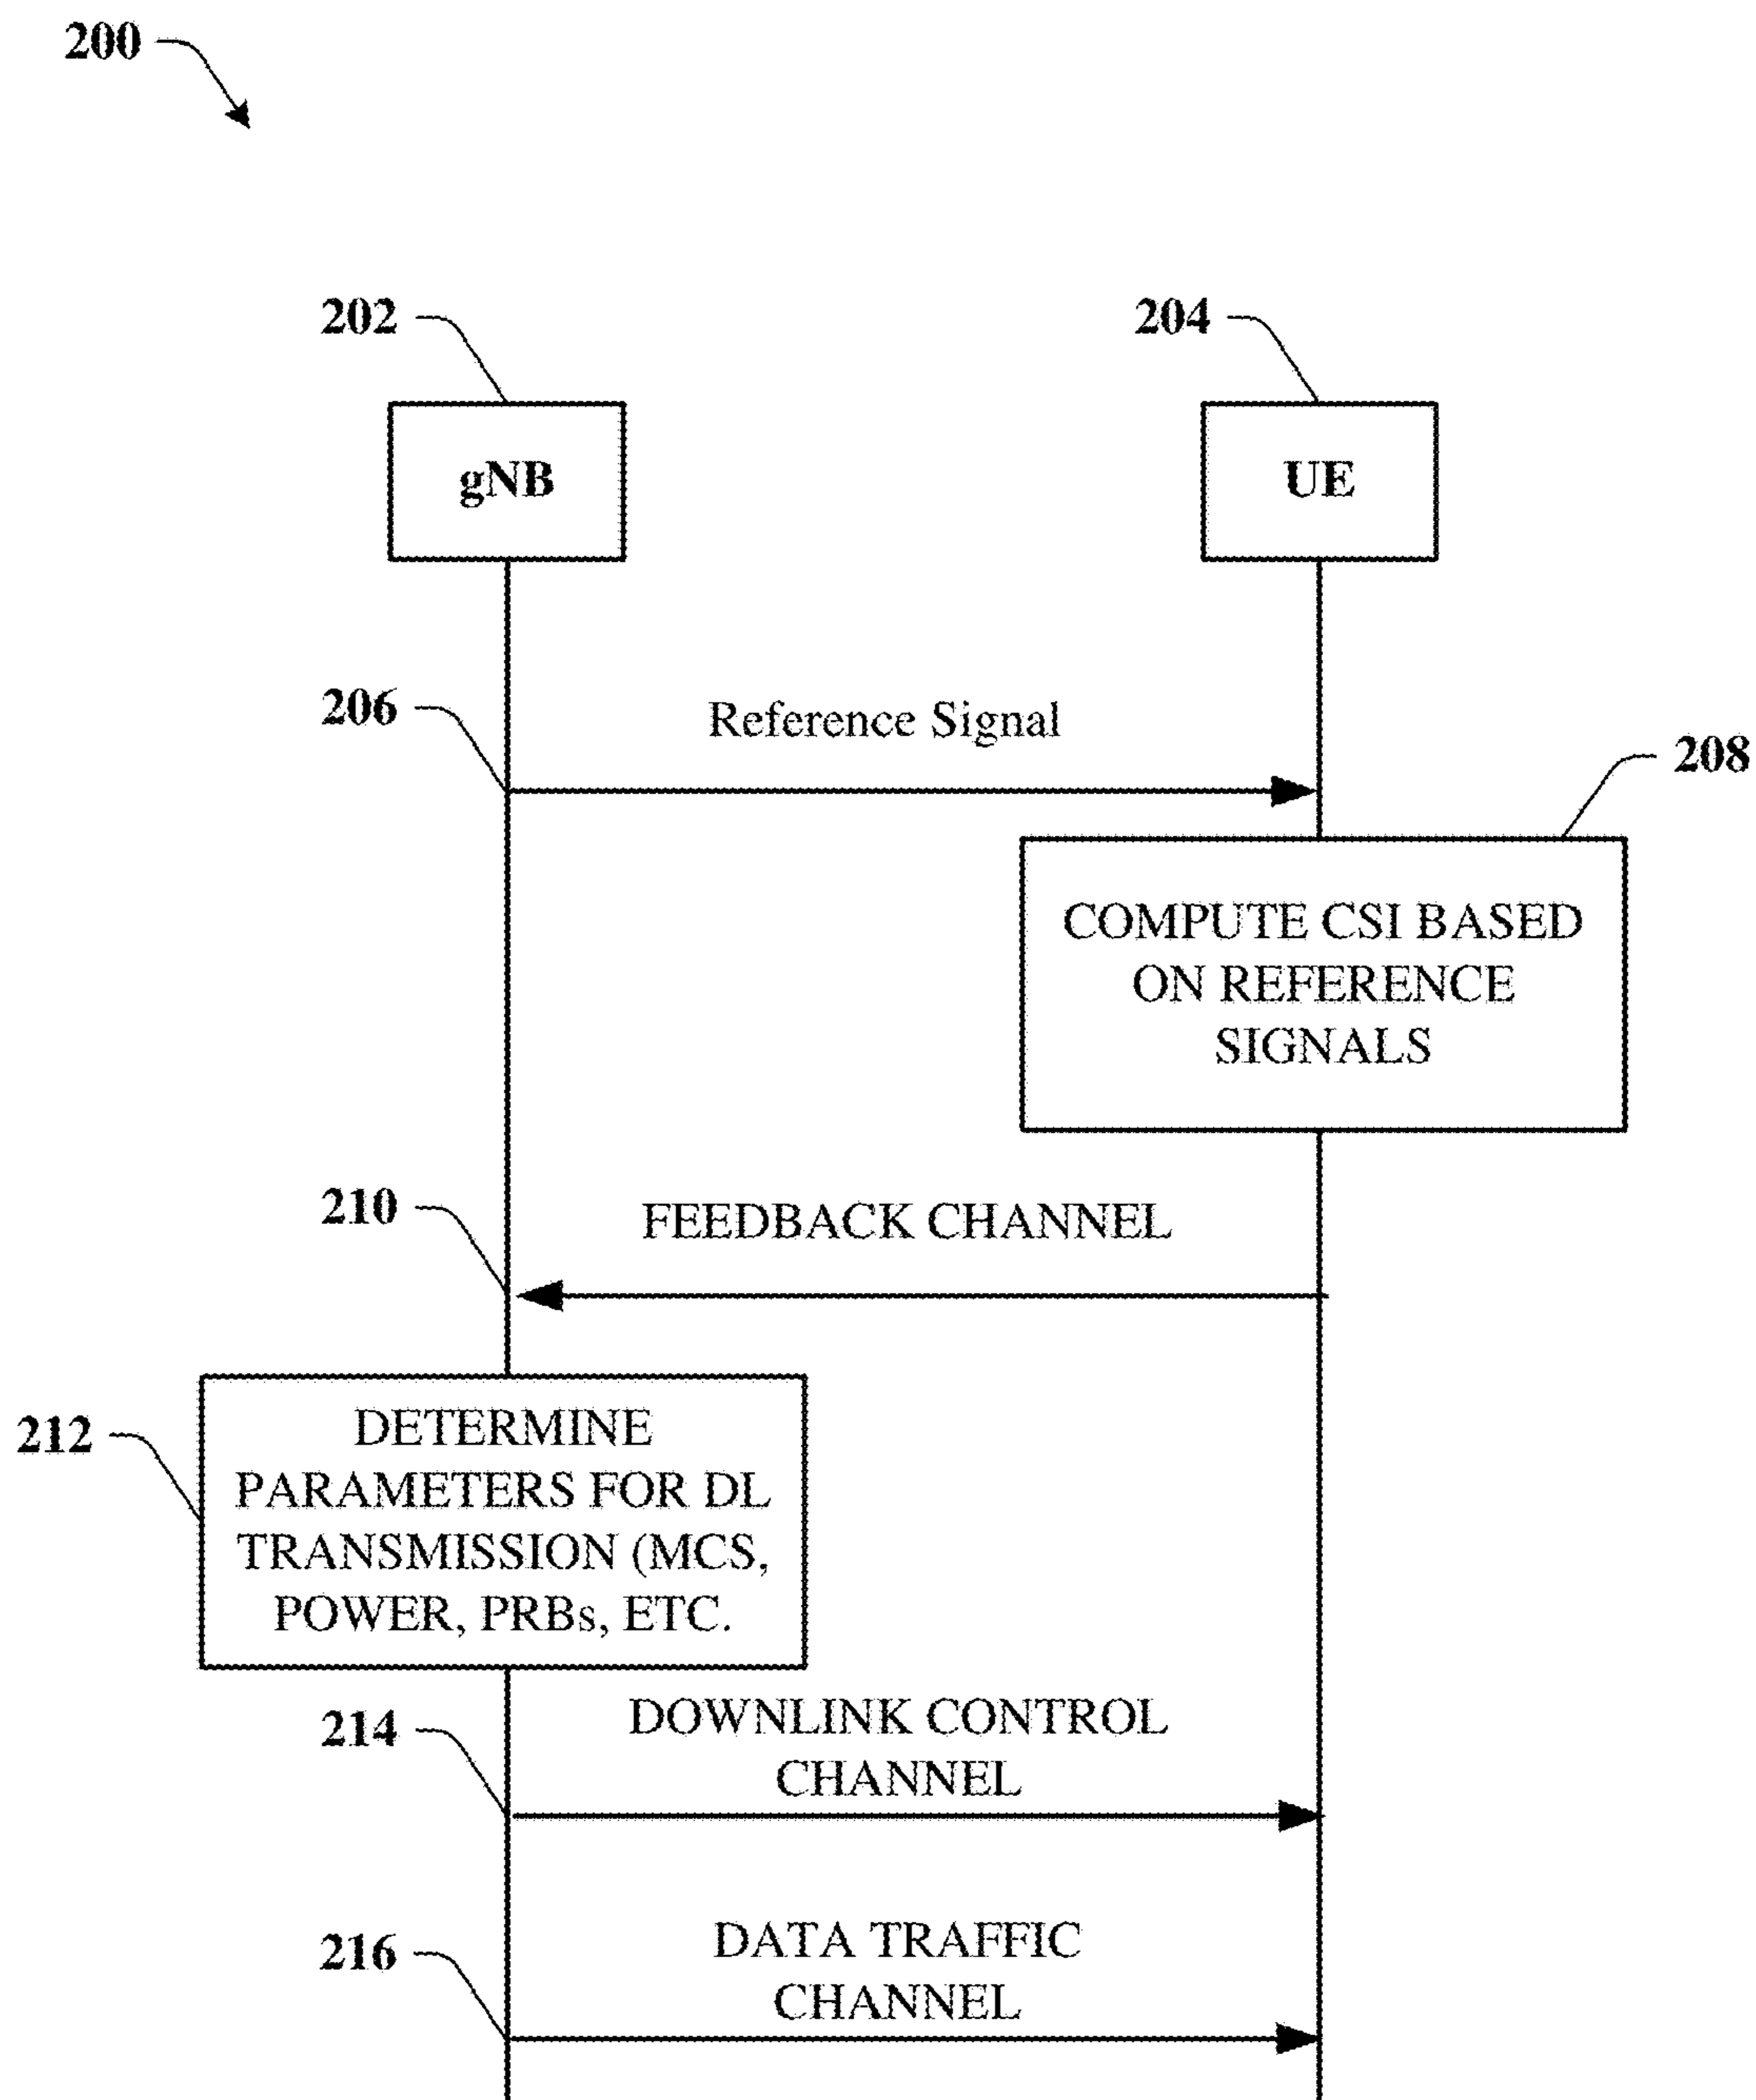 200
202
204
gNB
UE
206
Reference Signal
208
COMPUTE CSI BASED
ON REFERENCE
SIGNALS
210
FEEDBACK CHANNEL
212
DETERMINE
PARAMETERS FOR DL
TRANSMISSION (MCS,
POWER, PRBs, ETC.
214
DOWNLINK CONTROL
CHANNEL
216
DATA TRAFFIC
CHANNEL